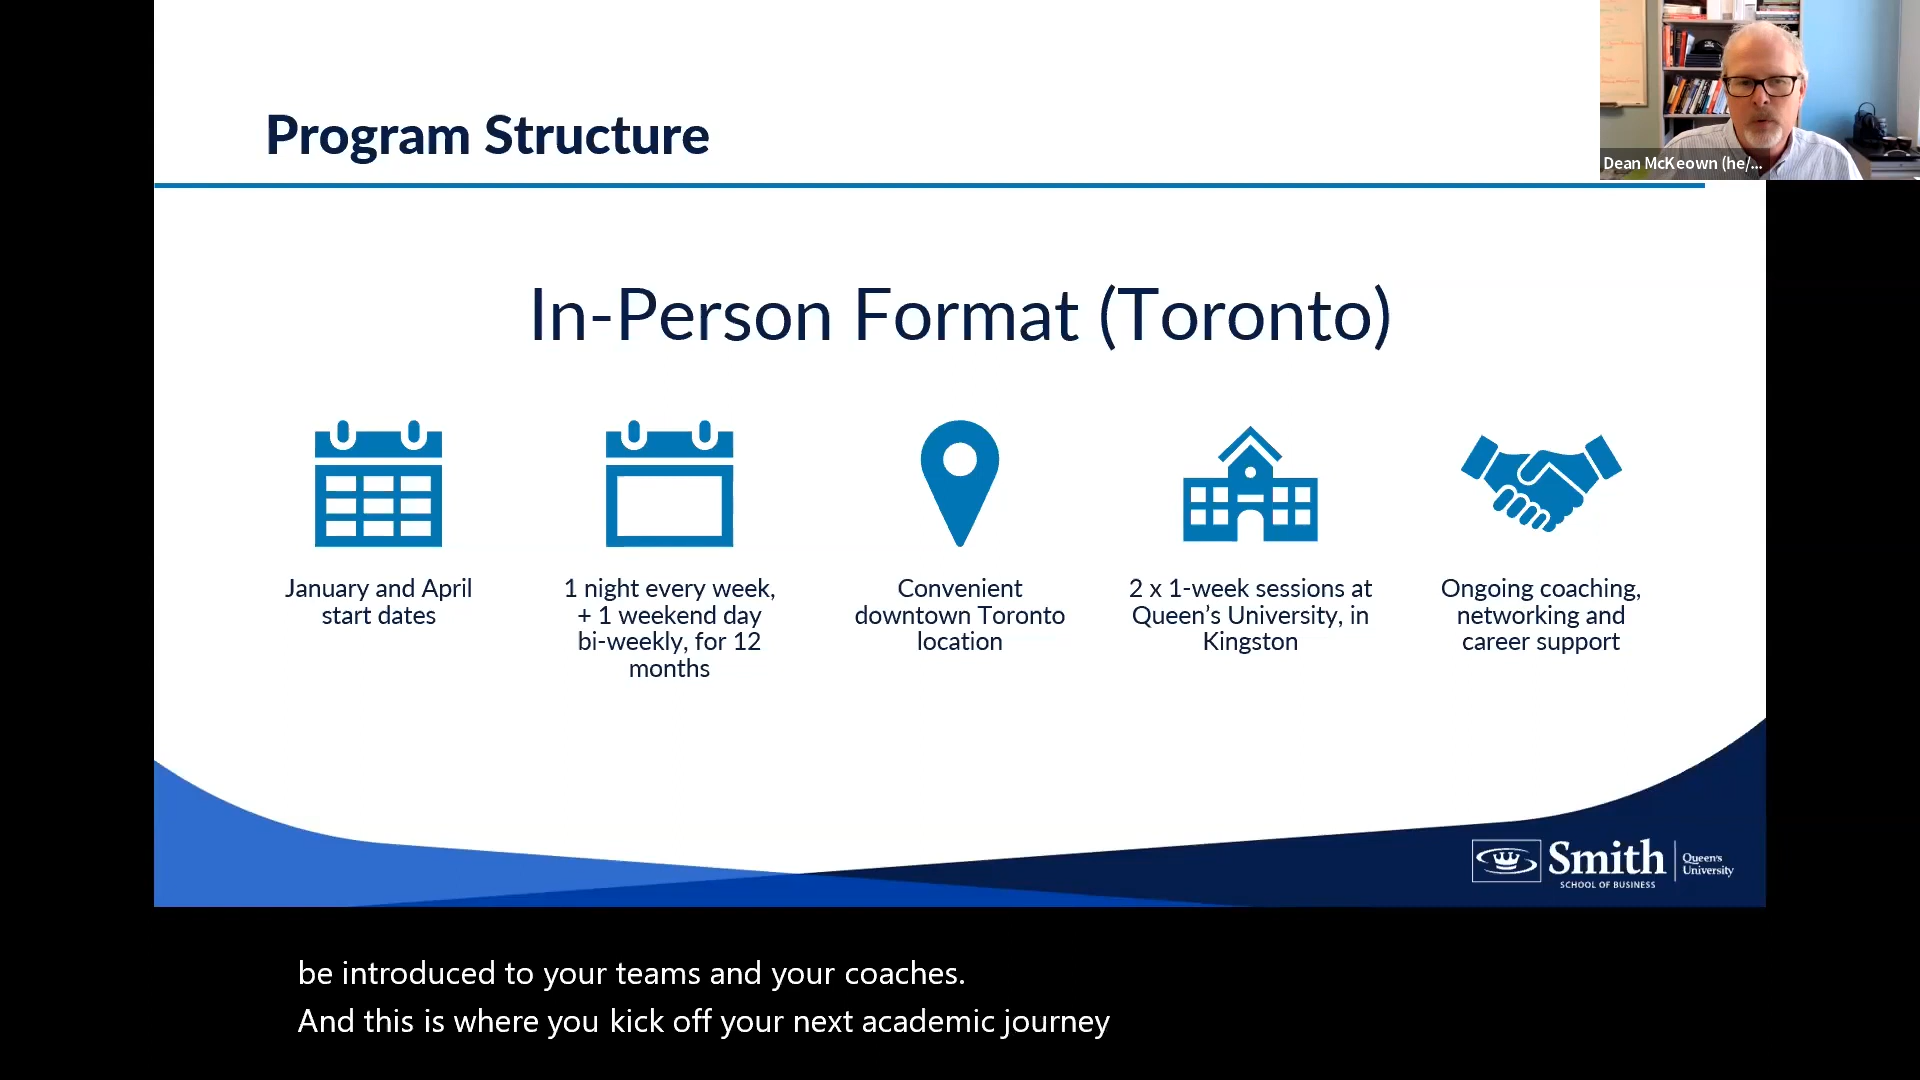 Program Structure
Dean McKeown (he/...
In-Person Format (Toronto)
January and April
start dates
1 night every week,
+ 1 weekend day
bi-weekly, for 12
months
Convenient
downtown Toronto
location
2 x 1-week sessions at
Queen’s University, in
Kingston
Ongoing coaching,
networking and
career support
Smith
SCHOOL OF BUSINESS
Queen's
University
be introduced to your teams and your coaches.
And this is where you kick off your next academic journey